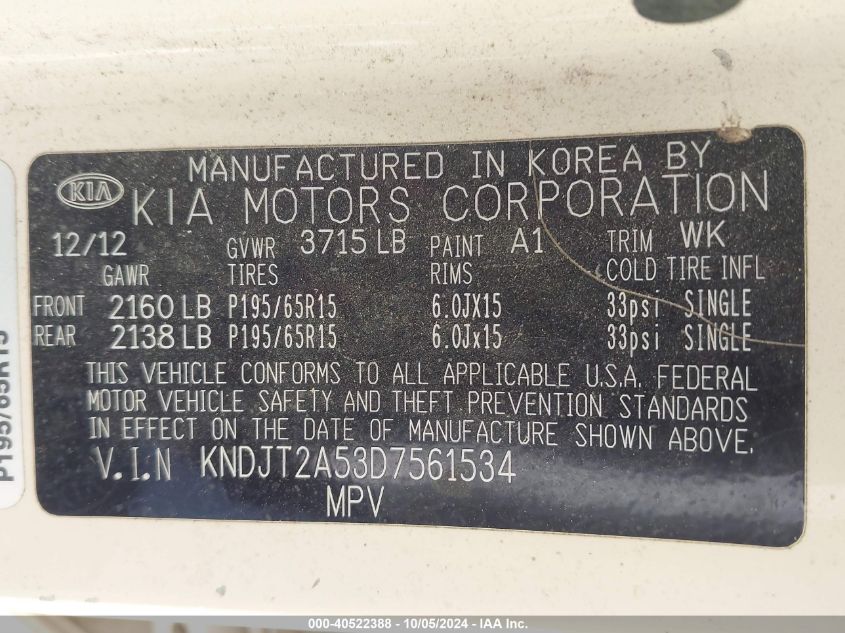 MANUFACTURED IN KOREA BY
KIA
KIA MOTORS CORPORATION
12/12 GVWR 3715 LB PAINT A1 TRIM WK
GAWR TIRES RIMS COLD TIRE INFL
FRONT 2160 LB P195/65R15 6.0JX15 33psi SINGLE
REAR 2138 LB P195/65R15 6.0Jx15 33psi SINGLE
THIS VEHICLE CONFORMS TO ALL APPLICABLE U.S.A. FEDERAL
MOTOR VEHICLE SAFETY AND THEFT PREVENTION STANDARDS
IN EFFECT ON THE DATE OF MANUFACTURE SHOWN ABOVE.
V.I.N KNDJT2A53D7561534
MPV
P195/65R15
000-40522388 - 10/05/2024 - IAA Inc.